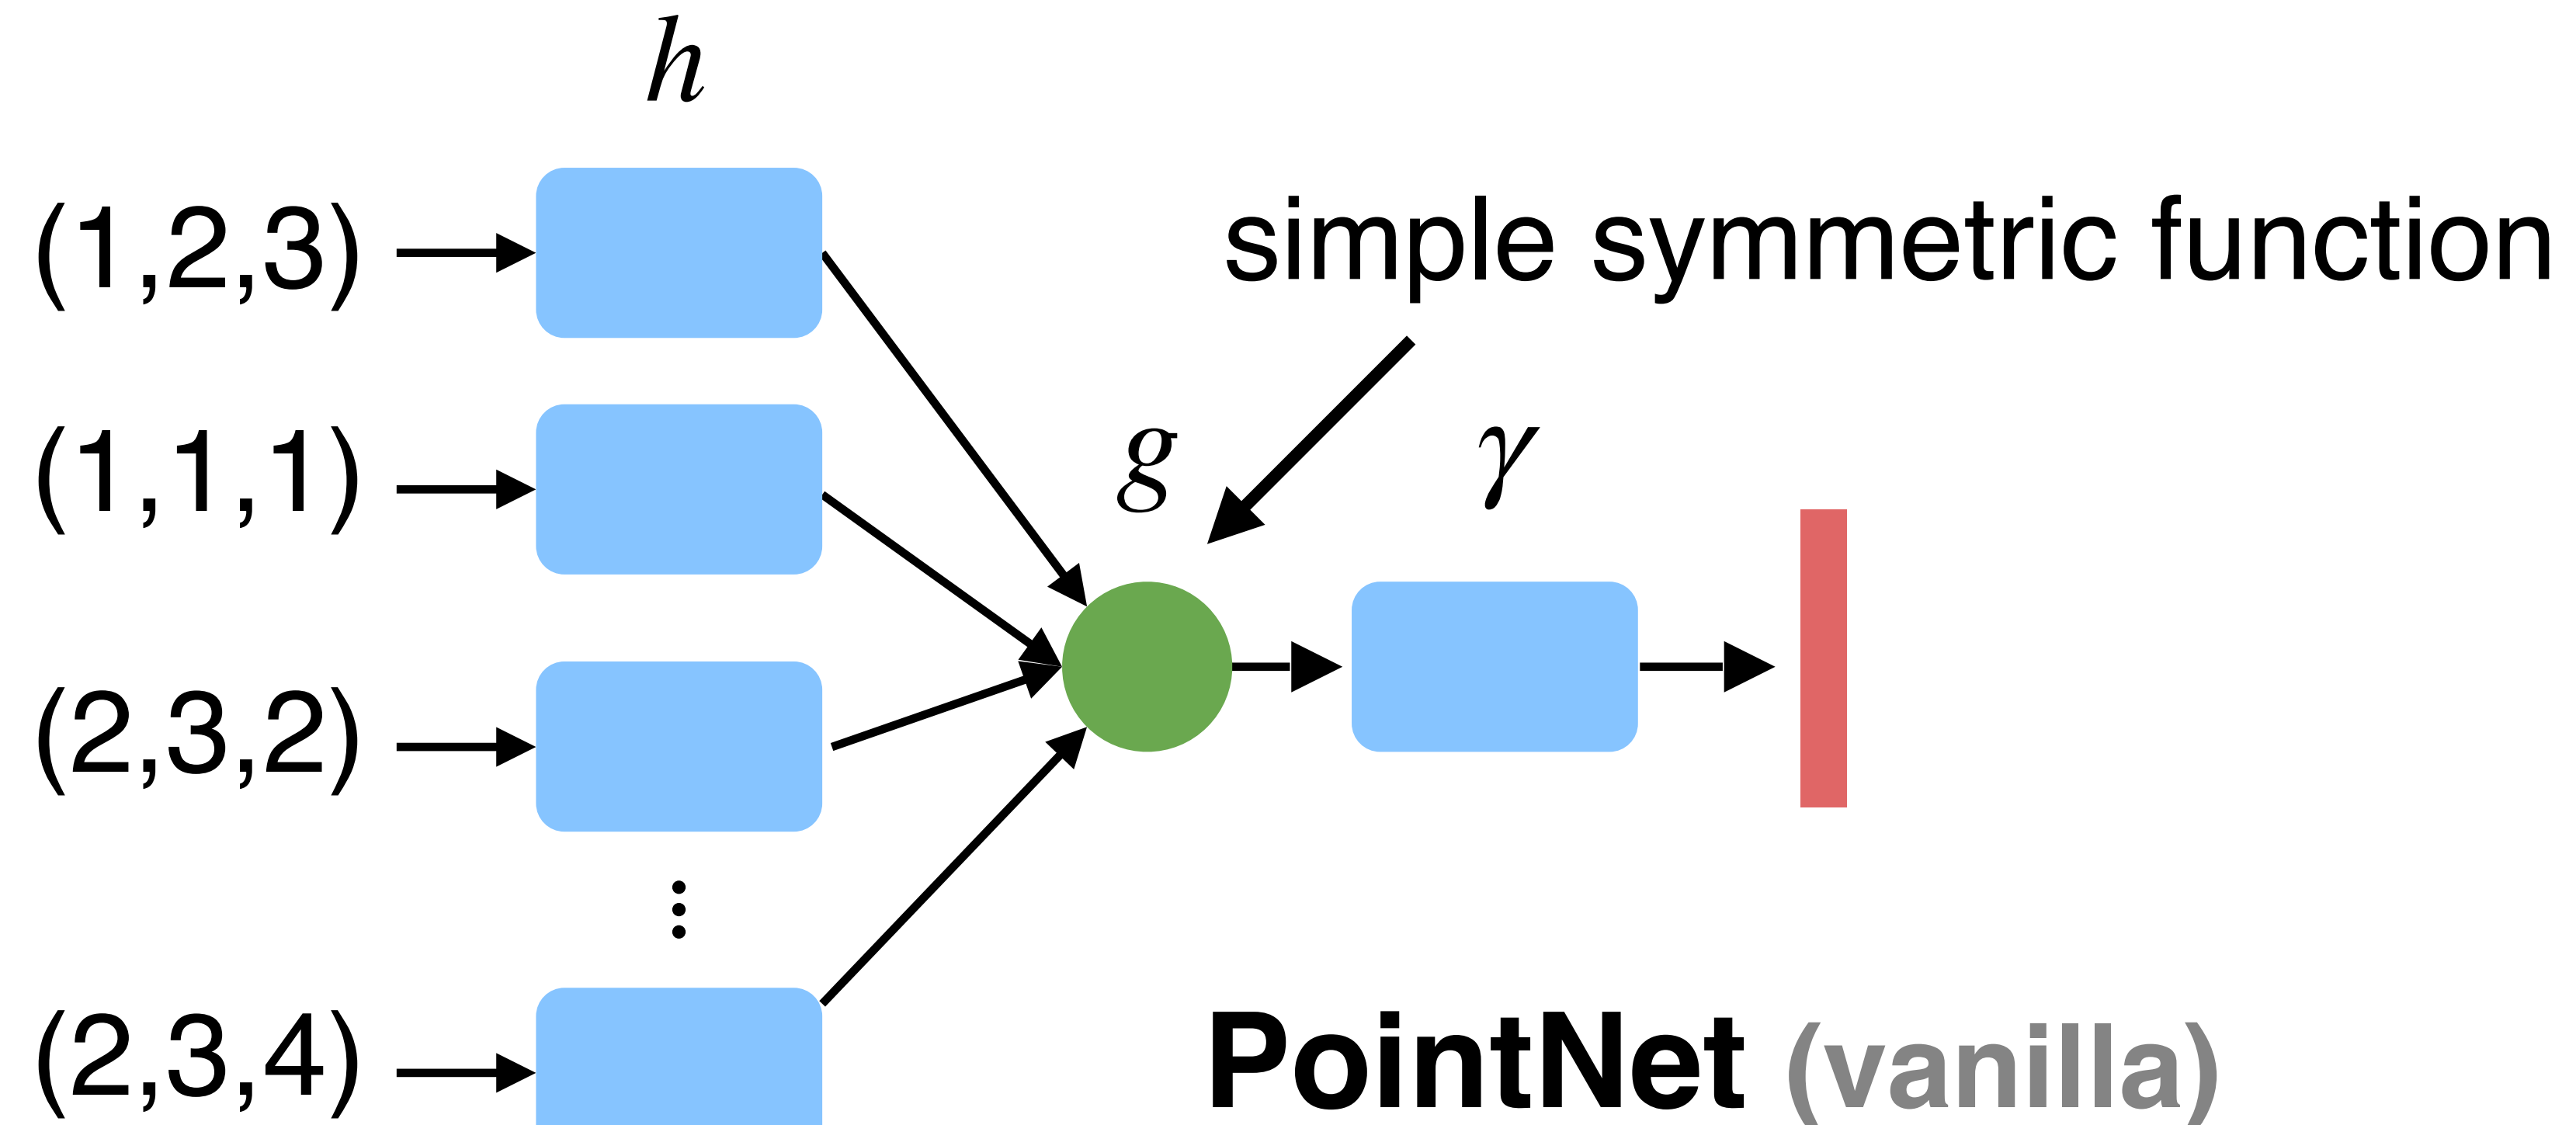 h
(1,2,3)
simple symmetric function
(1,1,1)
g
γ
(2,3,2)
(2,3,4)
PointNet (vanilla)